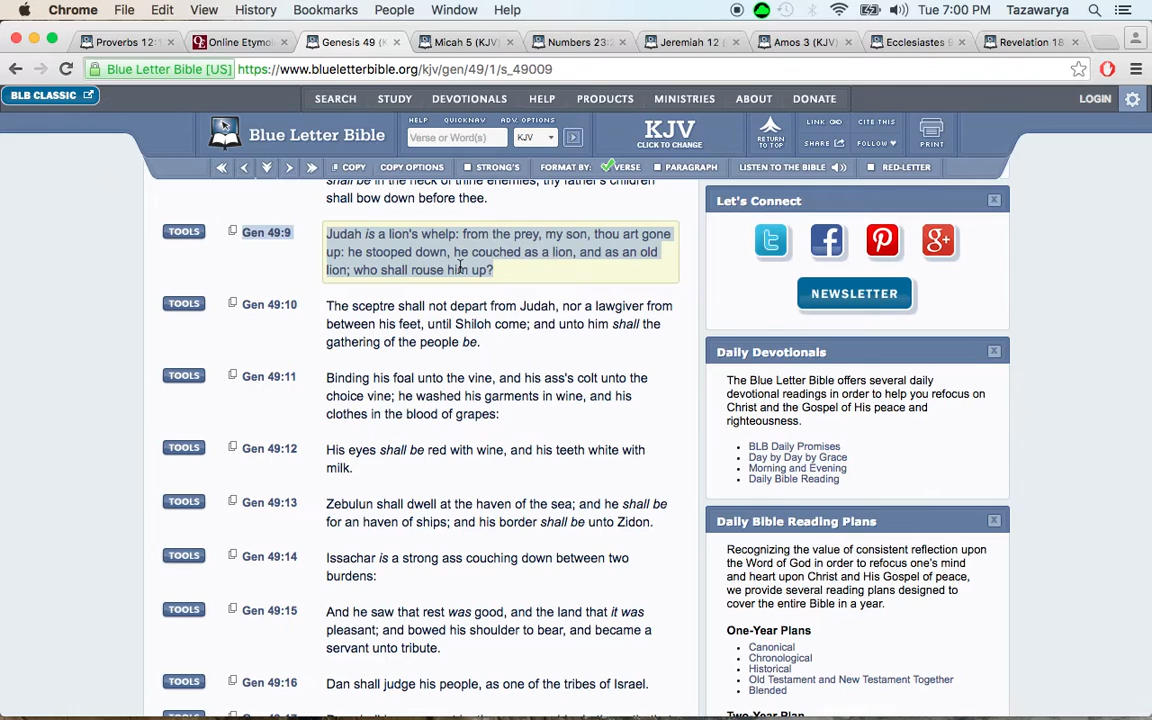 Chrome File Edit View History Bookmarks People Window Help Tue 7:00 PM Tazawarya
Proverbs 12:1 Online Etymol Genesis 49 (K Micah 5 (KJV) Numbers 23:2 Jeremiah 12 ( Amos 3 (KJV) Ecclesiastes 9 Revelation 18
Blue Letter Bible [US] https://www.blueletterbible.org/kjv/gen/49/1/s_49009
BLB CLASSIC
SEARCH STUDY DEVOTIONALS HELP PRODUCTS MINISTRIES ABOUT DONATE LOGIN
Blue Letter Bible
HELP QUICKNAV ADV. OPTIONS
Verse or Word(s) KJV
KJV
CLICK TO CHANGE
RETURN
TO TOP
LINK CITE THIS
SHARE FOLLOW
PRINT
COPY COPY OPTIONS STRONG'S FORMAT BY: VERSE PARAGRAPH LISTEN TO THE BIBLE RED-LETTER
shall be in the neck of thine enemies; thy father's children
shall bow down before thee.
TOOLS Gen 49:9 Judah is a lion's whelp: from the prey, my son, thou art gone
up: he stooped down, he couched as a lion, and as an old
lion; who shall rouse him up?
TOOLS Gen 49:10 The sceptre shall not depart from Judah, nor a lawgiver from
between his feet, until Shiloh come; and unto him shall the
gathering of the people be.
TOOLS Gen 49:11 Binding his foal unto the vine, and his ass's colt unto the
choice vine; he washed his garments in wine, and his
clothes in the blood of grapes:
TOOLS Gen 49:12 His eyes shall be red with wine, and his teeth white with
milk.
TOOLS Gen 49:13 Zebulun shall dwell at the haven of the sea; and he shall be
for an haven of ships; and his border shall be unto Zidon.
TOOLS Gen 49:14 Issachar is a strong ass couching down between two
burdens:
TOOLS Gen 49:15 And he saw that rest was good, and the land that it was
pleasant; and bowed his shoulder to bear, and became a
servant unto tribute.
TOOLS Gen 49:16 Dan shall judge his people, as one of the tribes of Israel.
Let's Connect
NEWSLETTER
Daily Devotionals
The Blue Letter Bible offers several daily
devotional readings in order to help you refocus on
Christ and the Gospel of His peace and
righteousness.
BLB Daily Promises
Day by Day by Grace
Morning and Evening
Daily Bible Reading
Daily Bible Reading Plans
Recognizing the value of consistent reflection upon
the Word of God in order to refocus one's mind
and heart upon Christ and His Gospel of peace,
we provide several reading plans designed to
cover the entire Bible in a year.
One-Year Plans
Canonical
Chronological
Historical
Old Testament and New Testament Together
Blended